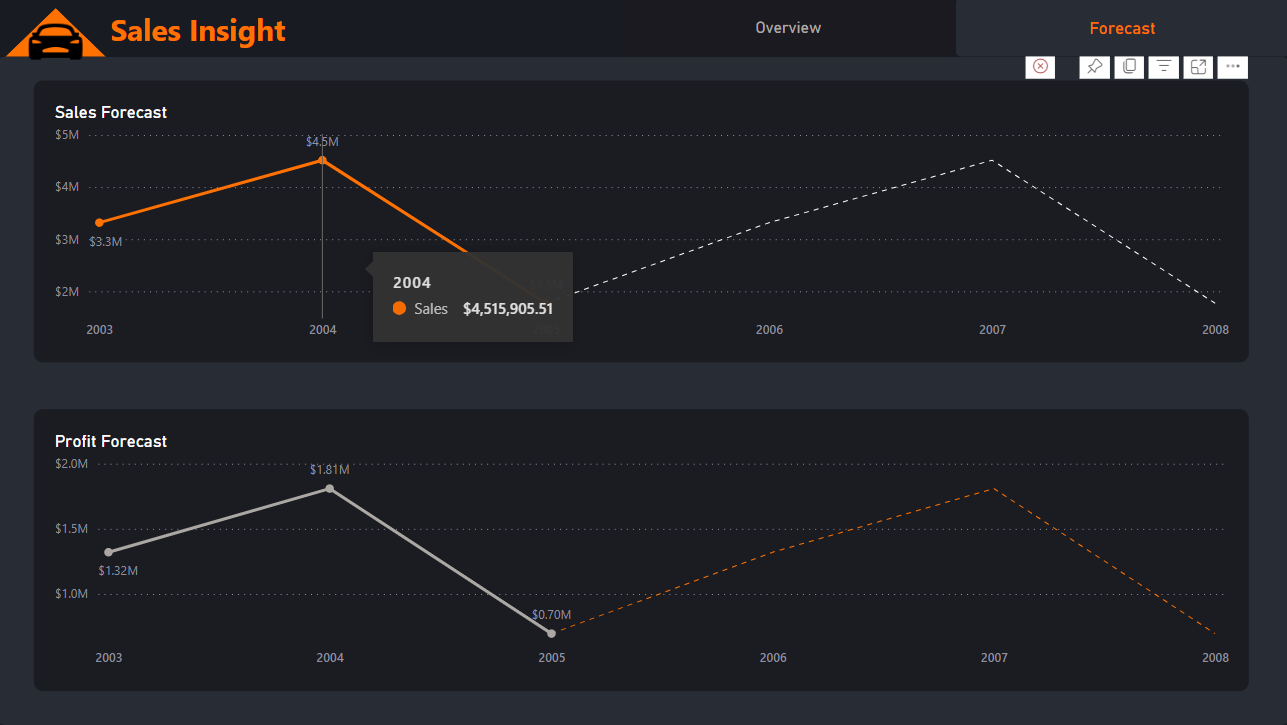 Sales Insight
Overview
Forecast
Sales Forecast
$5M
$4.5M
$4M
$3M
$3.3M
$2M
2004
Sales $4,515,905.51
2003
2004
2006
2007
2008
Profit Forecast
$2.0M
$1.81M
$1.5M
$1.32M
$1.0M
$0.70M
2003
2004
2005
2006
2007
2008